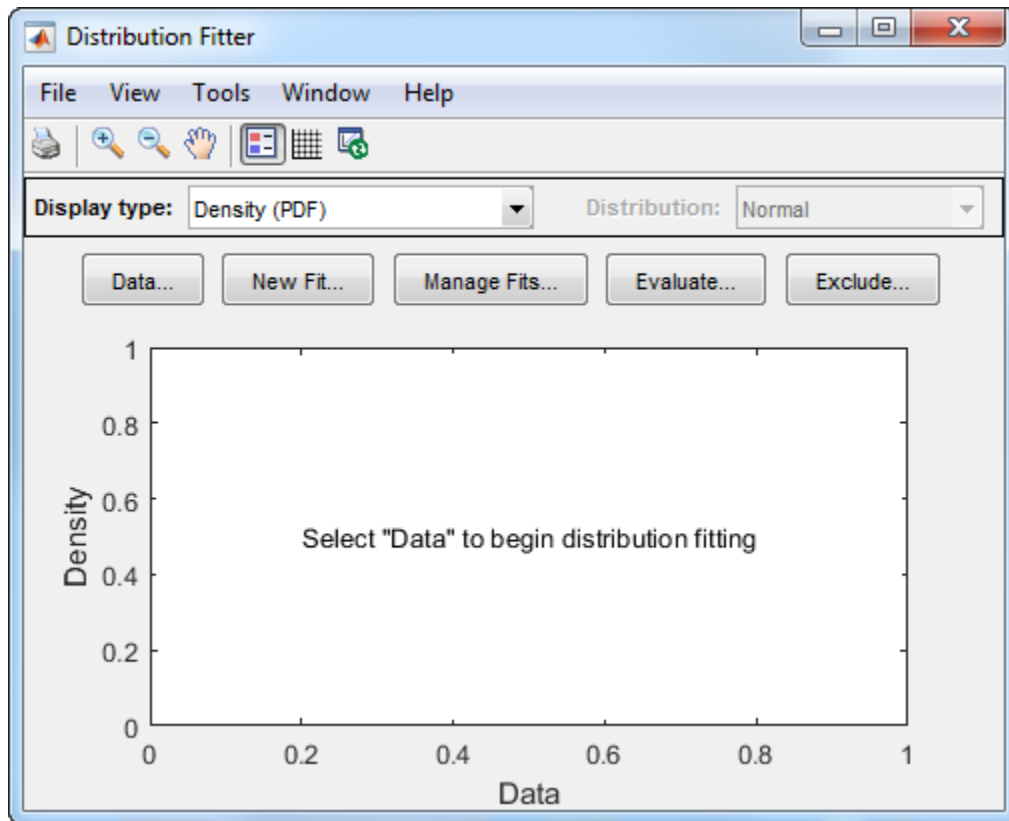 Distribution Fitter
File View Tools Window Help
Display type: Density (PDF) Distribution: Normal
Data... New Fit... Manage Fits... Evaluate... Exclude...
1
0.8
0.6
0.4
0.2
0
Density
Select "Data" to begin distribution fitting
0 0.2 0.4 0.6 0.8 1
Data